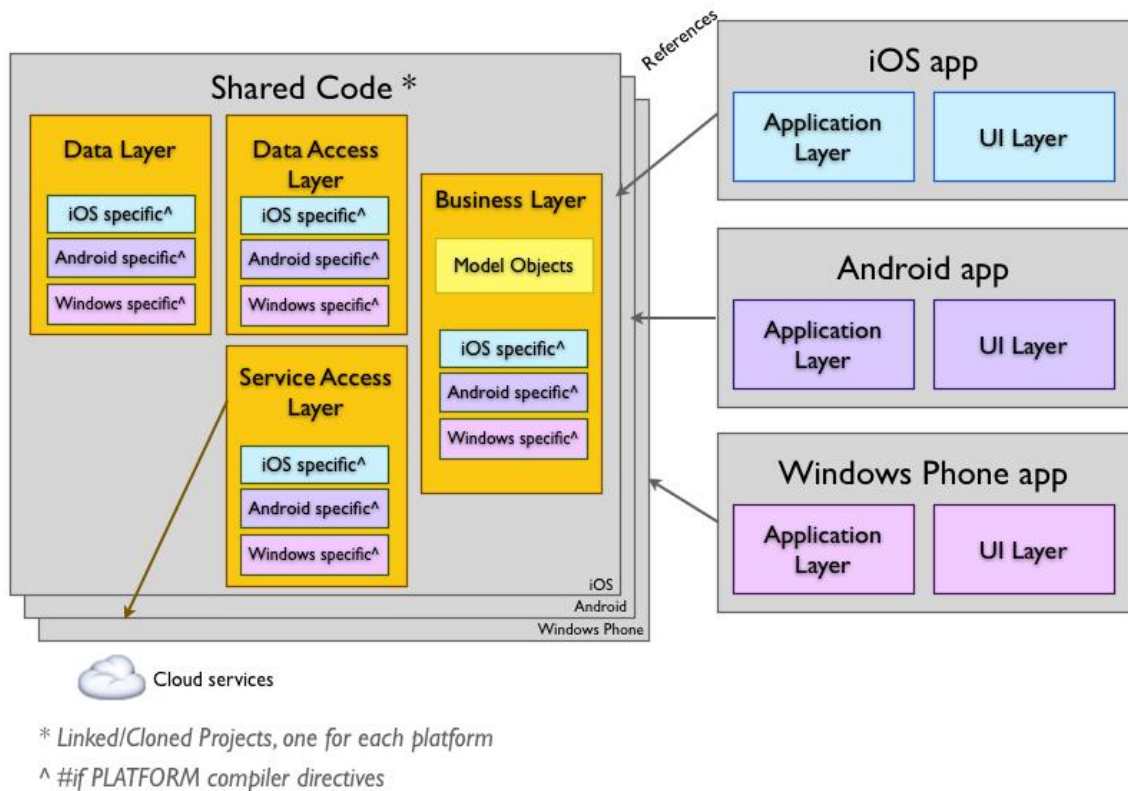 References
Shared Code *
Data Layer
iOS specific^
Android specific^
Windows specific^
Data Access
Layer
iOS specific^
Android specific^
Windows specific^
Business Layer
Model Objects
iOS specific^
Android specific^
Windows specific^
Service Access
Layer
iOS specific^
Android specific^
Windows specific^
iOS
Android
Windows Phone
iOS app
Application
Layer
UI Layer
Android app
Application
Layer
UI Layer
Windows Phone app
Application
Layer
UI Layer
Cloud services
* Linked/Cloned Projects, one for each platform
^ #if PLATFORM compiler directives